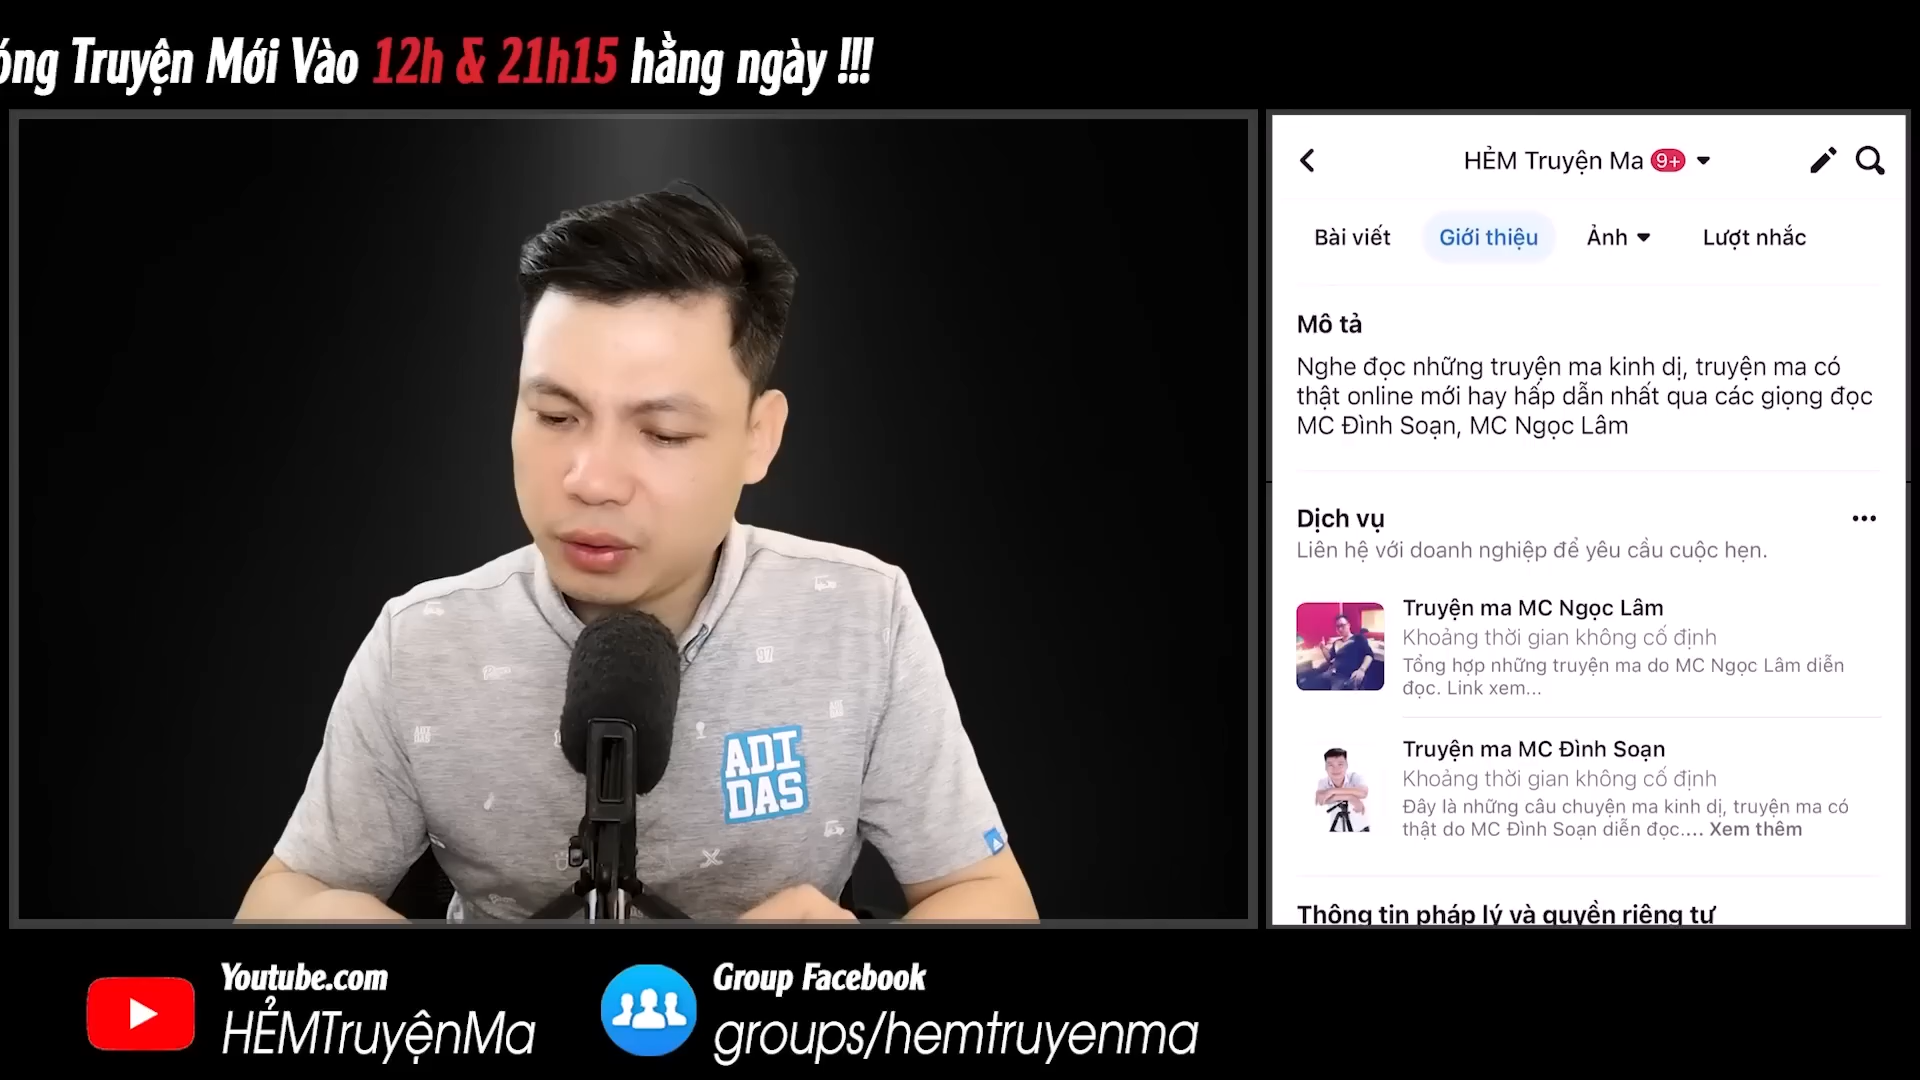 Truyện Mới Vào 12h & 21h15 hằng ngày !!!
HẺM Truyện Ma 9+
Bài viết Giới thiệu Ảnh Lượt nhắc
Mô tả
Nghe đọc những truyện ma kinh dị, truyện ma có
thật online mới hay hấp dẫn nhất qua các giọng đọc
MC Đình Soạn, MC Ngọc Lâm
Dịch vụ
Liên hệ với doanh nghiệp để yêu cầu cuộc hẹn.
Truyện ma MC Ngọc Lâm
Khoảng thời gian không cố định
Tổng hợp những truyện ma do MC Ngọc Lâm diễn
đọc. Link xem...
Truyện ma MC Đình Soạn
Khoảng thời gian không cố định
Đây là những câu chuyện ma kinh dị, truyện ma có
thật do MC Đình Soạn diễn đọc.... Xem thêm
Thông tin pháp lý và quyền riêng tư
ADI
DAS
Youtube.com
HẺMTruyệnMa
Group Facebook
groups/hemtruyenma